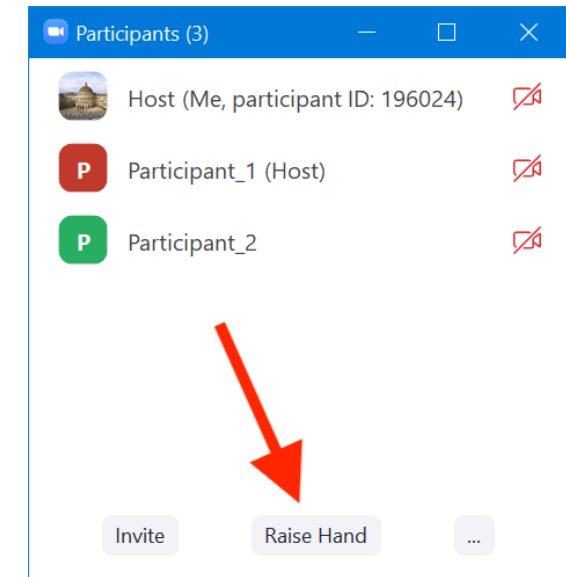 Participants (3)
Host (Me, participant ID: 196024)
P
Participant_1 (Host)
P
Participant_2
Invite
Raise Hand
...